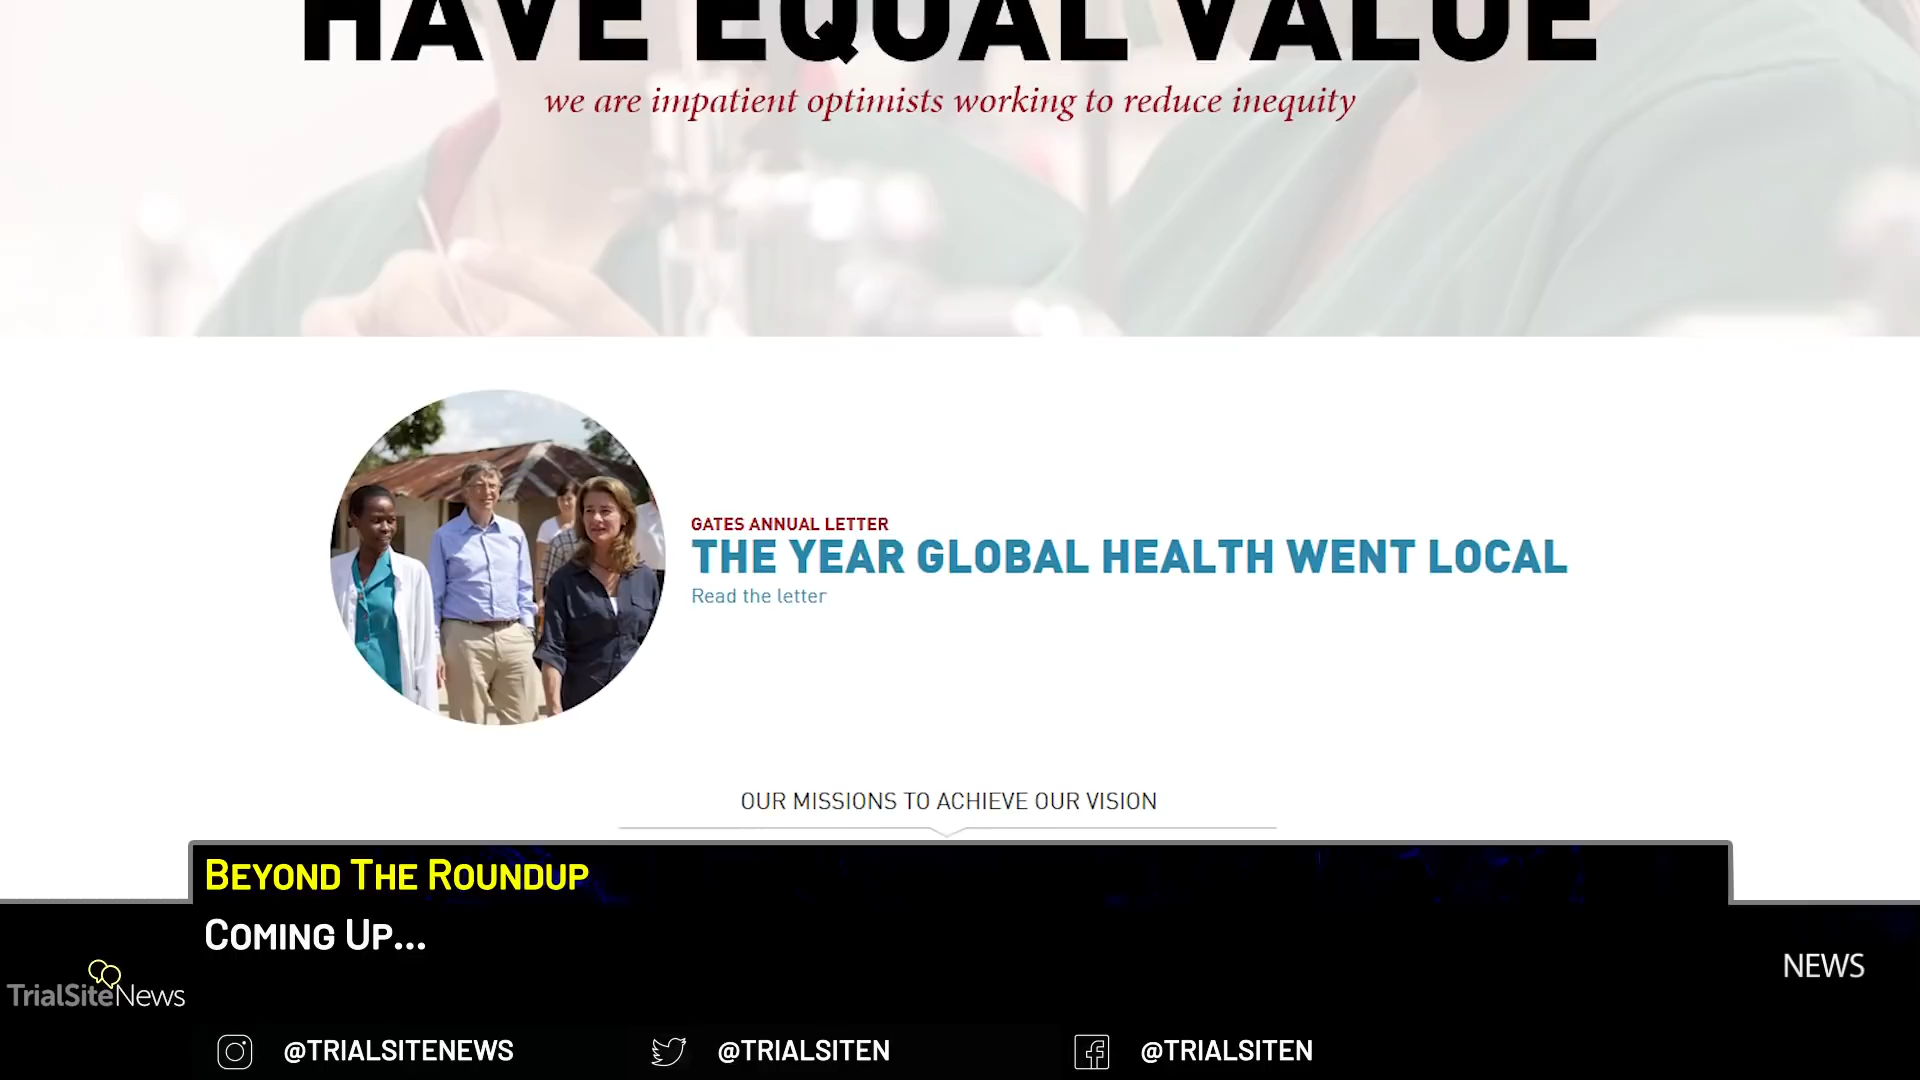 HAVE EQUAL VALUE
we are impatient optimists working to reduce inequity
GATES ANNUAL LETTER
THE YEAR GLOBAL HEALTH WENT LOCAL
Read the letter
OUR MISSIONS TO ACHIEVE OUR VISION
BEYOND THE ROUNDUP
COMING UP...
TrialSiteNews
NEWS
@TRIALSITENEWS
@TRIALSITEN
@TRIALSITEN